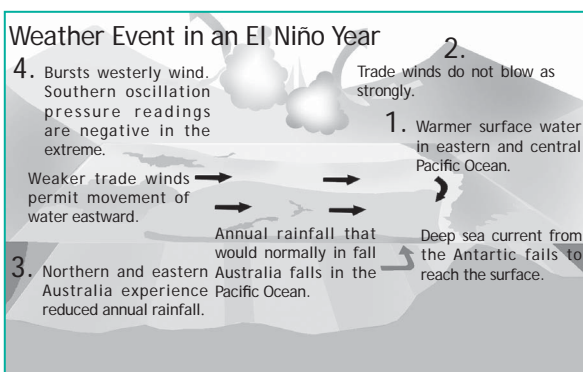 Weather Event in an El Niño Year
4. Bursts westerly wind.
Southern oscillation
pressure readings
are negative in the
extreme.
2.
Trade winds do not blow as
strongly.
1. Warmer surface water
in eastern and central
Pacific Ocean.
Weaker trade winds
permit movement of
water eastward.
Annual rainfall that
would normally in fall
Australia falls in the
Pacific Ocean.
Deep sea current from
the Antartic fails to
reach the surface.
3. Northern and eastern
Australia experience
reduced annual rainfall.